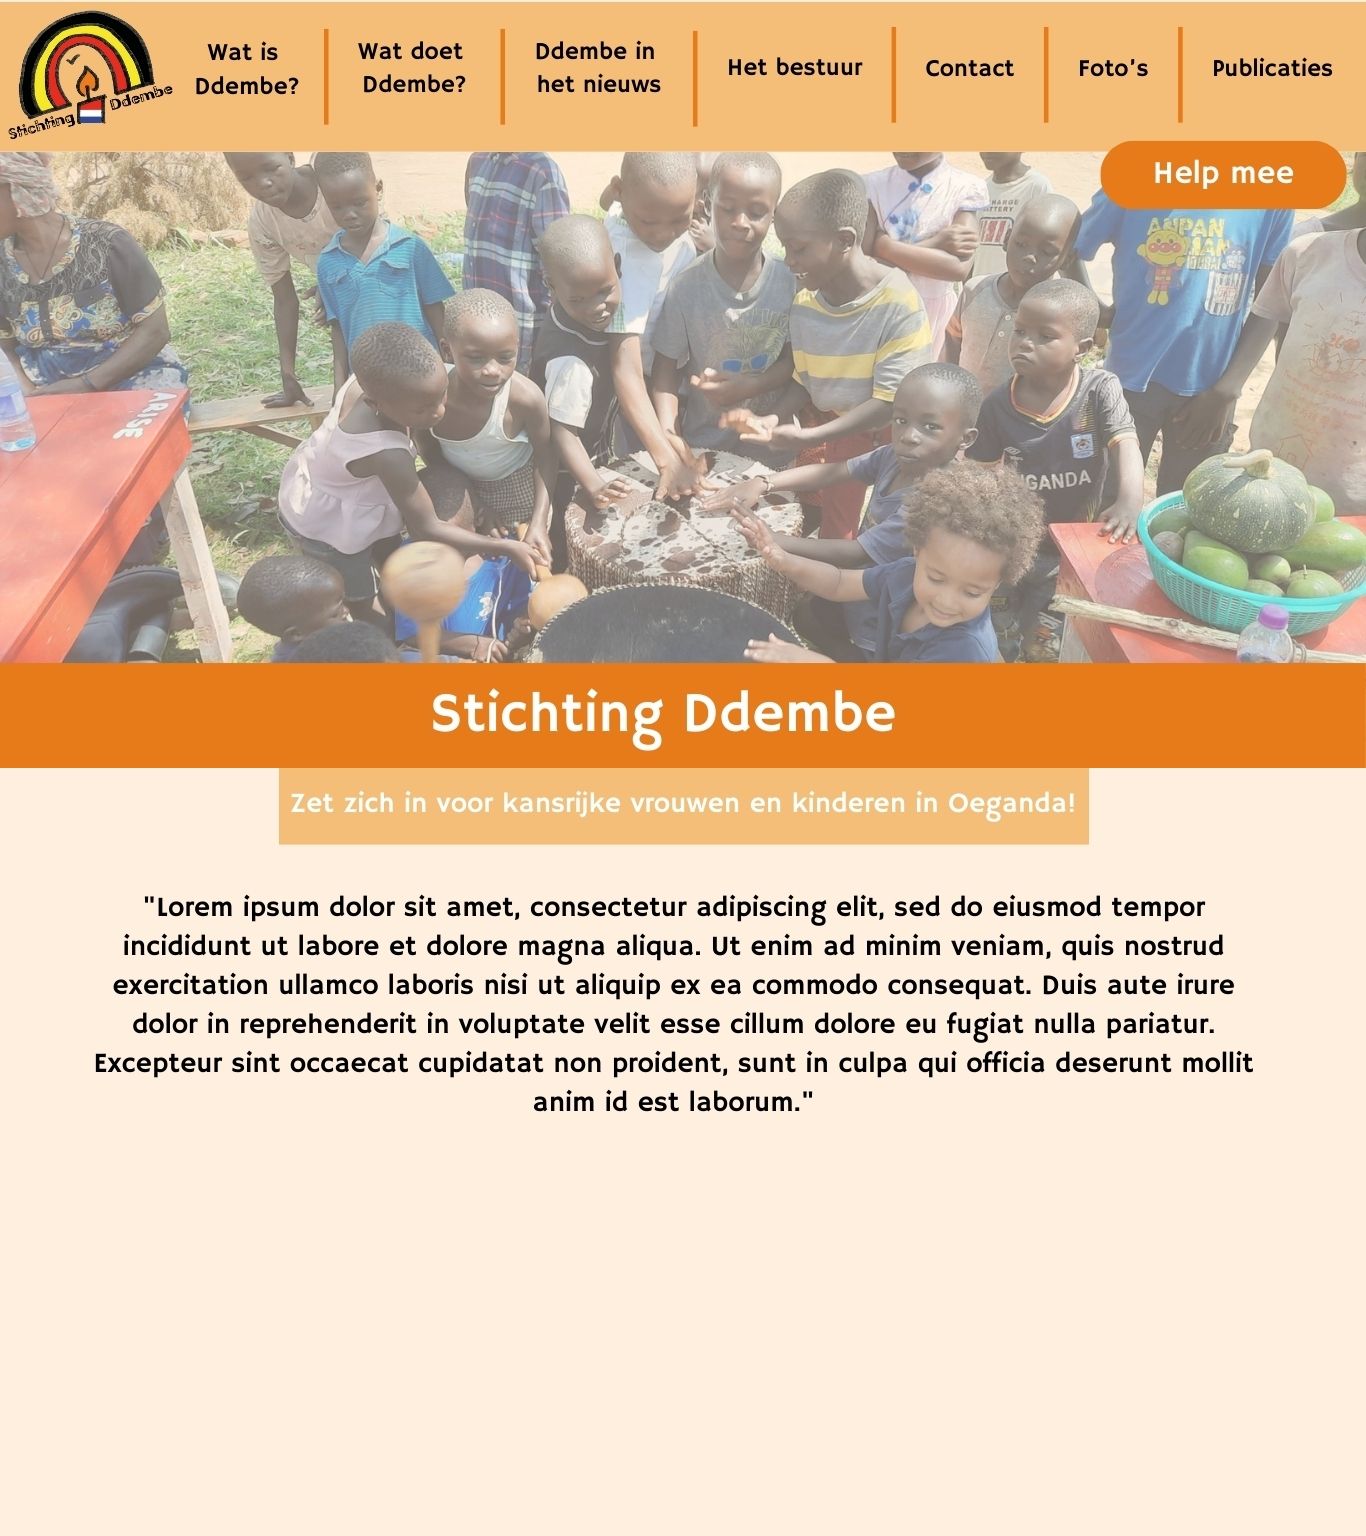 Stichting Ddembe
Wat is
Ddembe?
Wat doet
Ddembe?
Ddembe in
het nieuws
Het bestuur
Contact
Foto's
Publicaties
Help mee
CHARGE
BATTERY
ANPAN
MAN
ARISE
UGANDA
Stichting Ddembe
Zet zich in voor kansrijke vrouwen en kinderen in Oeganda!
"Lorem ipsum dolor sit amet, consectetur adipiscing elit, sed do eiusmod tempor
incididunt ut labore et dolore magna aliqua. Ut enim ad minim veniam, quis nostrud
exercitation ullamco laboris nisi ut aliquip ex ea commodo consequat. Duis aute irure
dolor in reprehenderit in voluptate velit esse cillum dolore eu fugiat nulla pariatur.
Excepteur sint occaecat cupidatat non proident, sunt in culpa qui officia deserunt mollit
anim id est laborum."